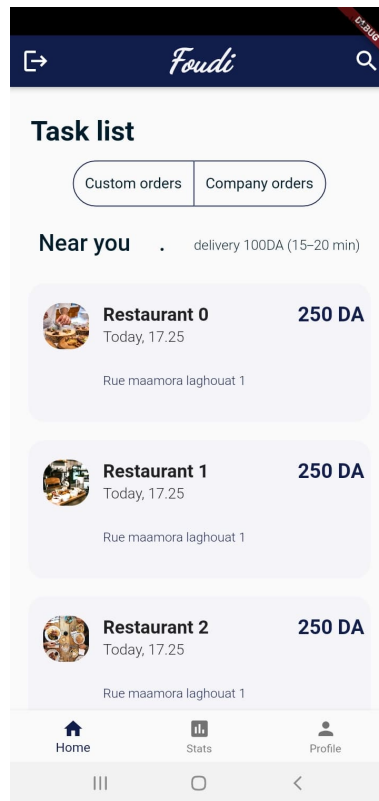 DEBUG
Foudi
Task list
Custom orders Company orders
Near you . delivery 100DA (15–20 min)
Restaurant 0 250 DA
Today, 17.25
Rue maamora laghouat 1
Restaurant 1 250 DA
Today, 17.25
Rue maamora laghouat 1
Restaurant 2 250 DA
Today, 17.25
Rue maamora laghouat 1
Home Stats Profile